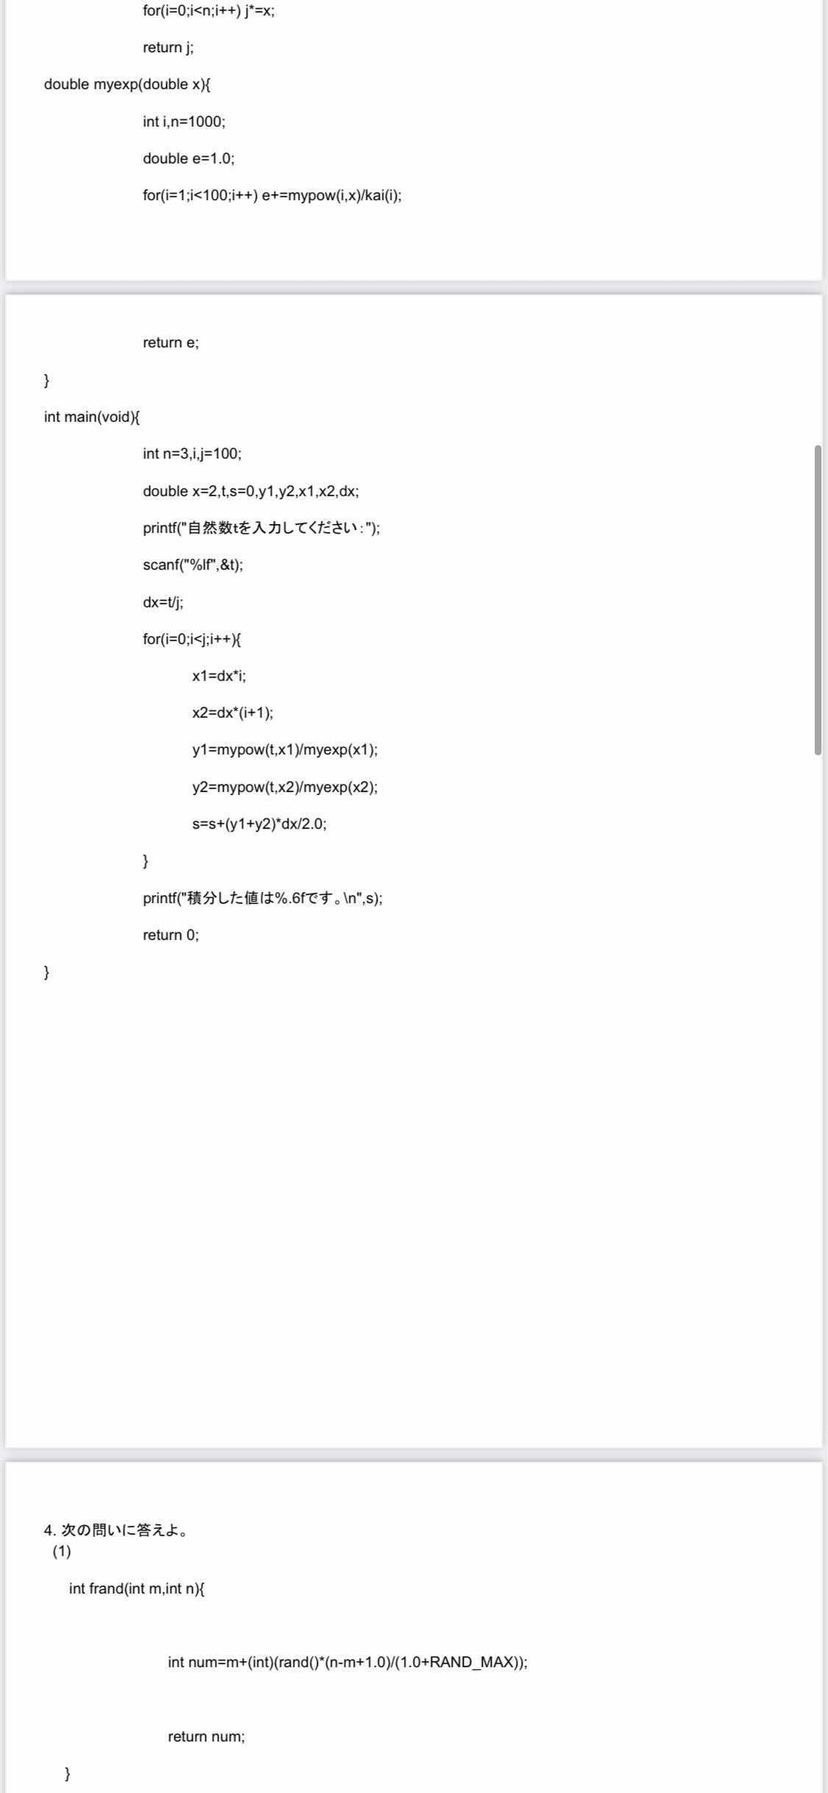 for(i=0;i<n;i++) j*=x;
return j;
double myexp(double x){
int i,n=1000;
double e=1.0;
for(i=1;i<100;i++) e+=mypow(i,x)/kai(i);
return e;
}
int main(void){
int n=3,i,j=100;
double x=2,t,s=0,y1,y2,x1,x2,dx;
printf("自然数tを入力してください:");
scanf("%lf",&t);
dx=t/j;
for(i=0;i<j;i++){
x1=dx*i;
x2=dx*(i+1);
y1=mypow(t,x1)/myexp(x1);
y2=mypow(t,x2)/myexp(x2);
s=s+(y1+y2)*dx/2.0;
}
printf("積分した値は%.6fです。\n",s);
return 0;
}
4. 次の問いに答えよ。
(1)
int frand(int m,int n){
int num=m+(int)(rand()*(n-m+1.0)/(1.0+RAND_MAX));
return num;
}